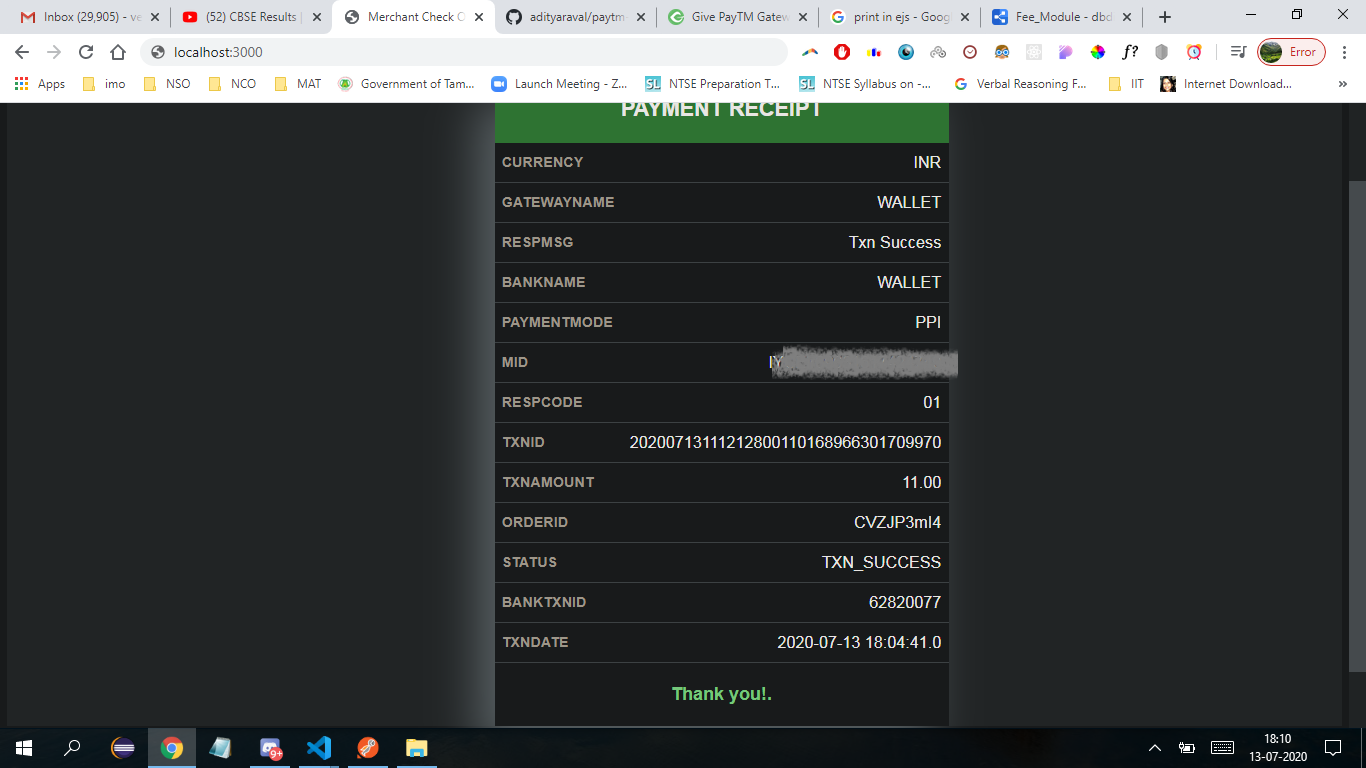 Inbox (29,905) - ve
(52) CBSE Results |
Merchant Check O
adityaraval/paytm
Give PayTM Gatew
print in ejs - Goog
Fee_Module - dbd
localhost:3000
f?
Error
Apps
imo
NSO
NCO
MAT
Government of Tam...
Launch Meeting - Z...
SL NTSE Preparation T...
SL NTSE Syllabus on -...
Verbal Reasoning F...
IIT
Internet Download...
»
PAYMENT RECEIPT
CURRENCY INR
GATEWAYNAME WALLET
RESPMSG Txn Success
BANKNAME WALLET
PAYMENTMODE PPI
MID
RESPCODE 01
TXNID 20200713111212800110168966301709970
TXNAMOUNT 11.00
ORDERID CVZJP3mI4
STATUS TXN_SUCCESS
BANKTXNID 62820077
TXNDATE 2020-07-13 18:04:41.0
Thank you!.
9+
18:10
13-07-2020